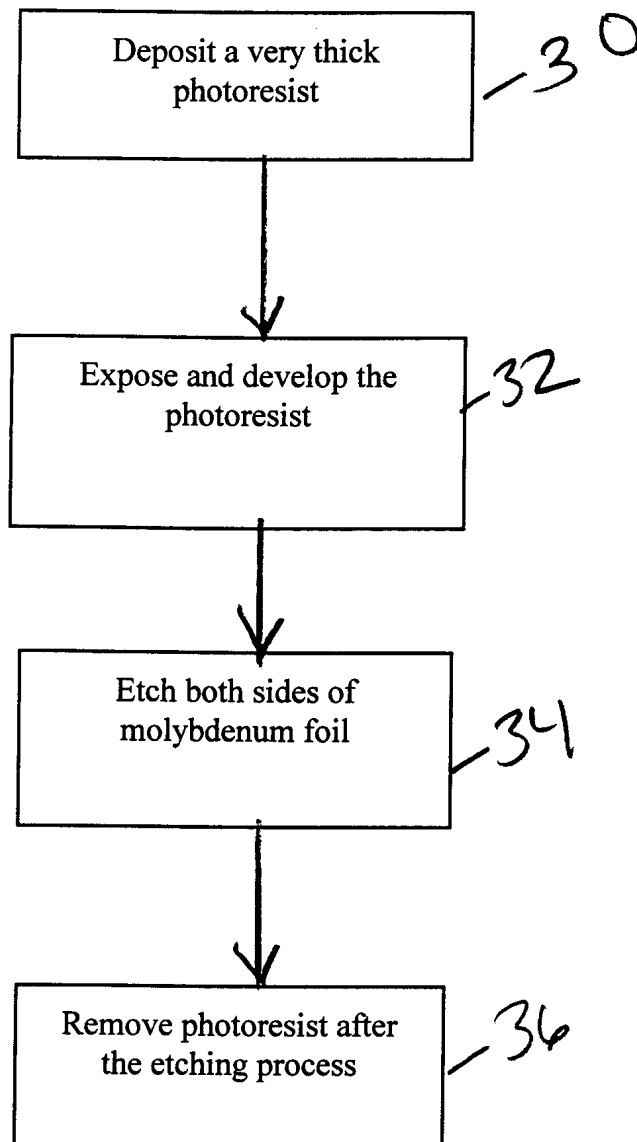 Deposit a very thick
photoresist
30
Expose and develop the
photoresist
32
Etch both sides of
molybdenum foil
34
Remove photoresist after
the etching process
36